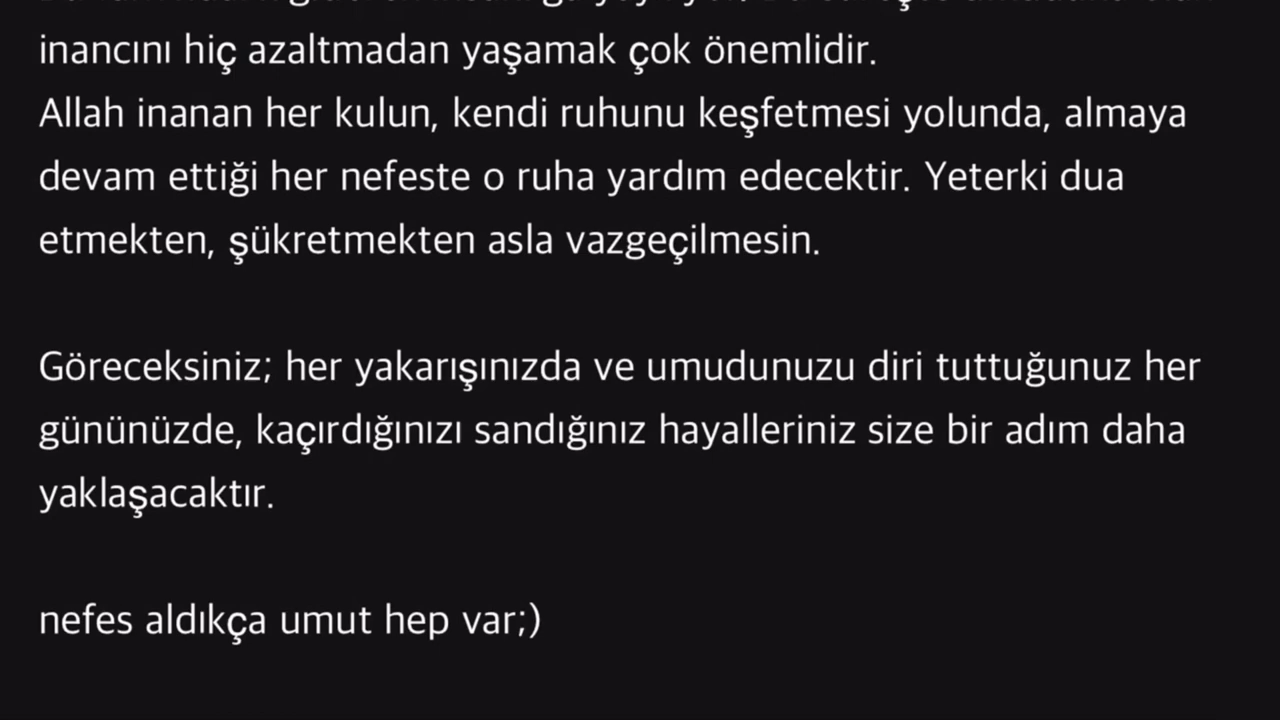 inancını hiç azaltmadan yaşamak çok önemlidir.
Allah inanan her kulun, kendi ruhunu keşfetmesi yolunda, almaya
devam ettiği her nefeste o ruha yardım edecektir. Yeterki dua
etmekten, şükretmekten asla vazgeçilmesin.
Göreceksiniz; her yakarışınızda ve umudunuzu diri tuttuğunuz her
gününüzde, kaçırdığınızı sandığınız hayalleriniz size bir adım daha
yaklaşacaktır.
nefes aldıkça umut hep var;)